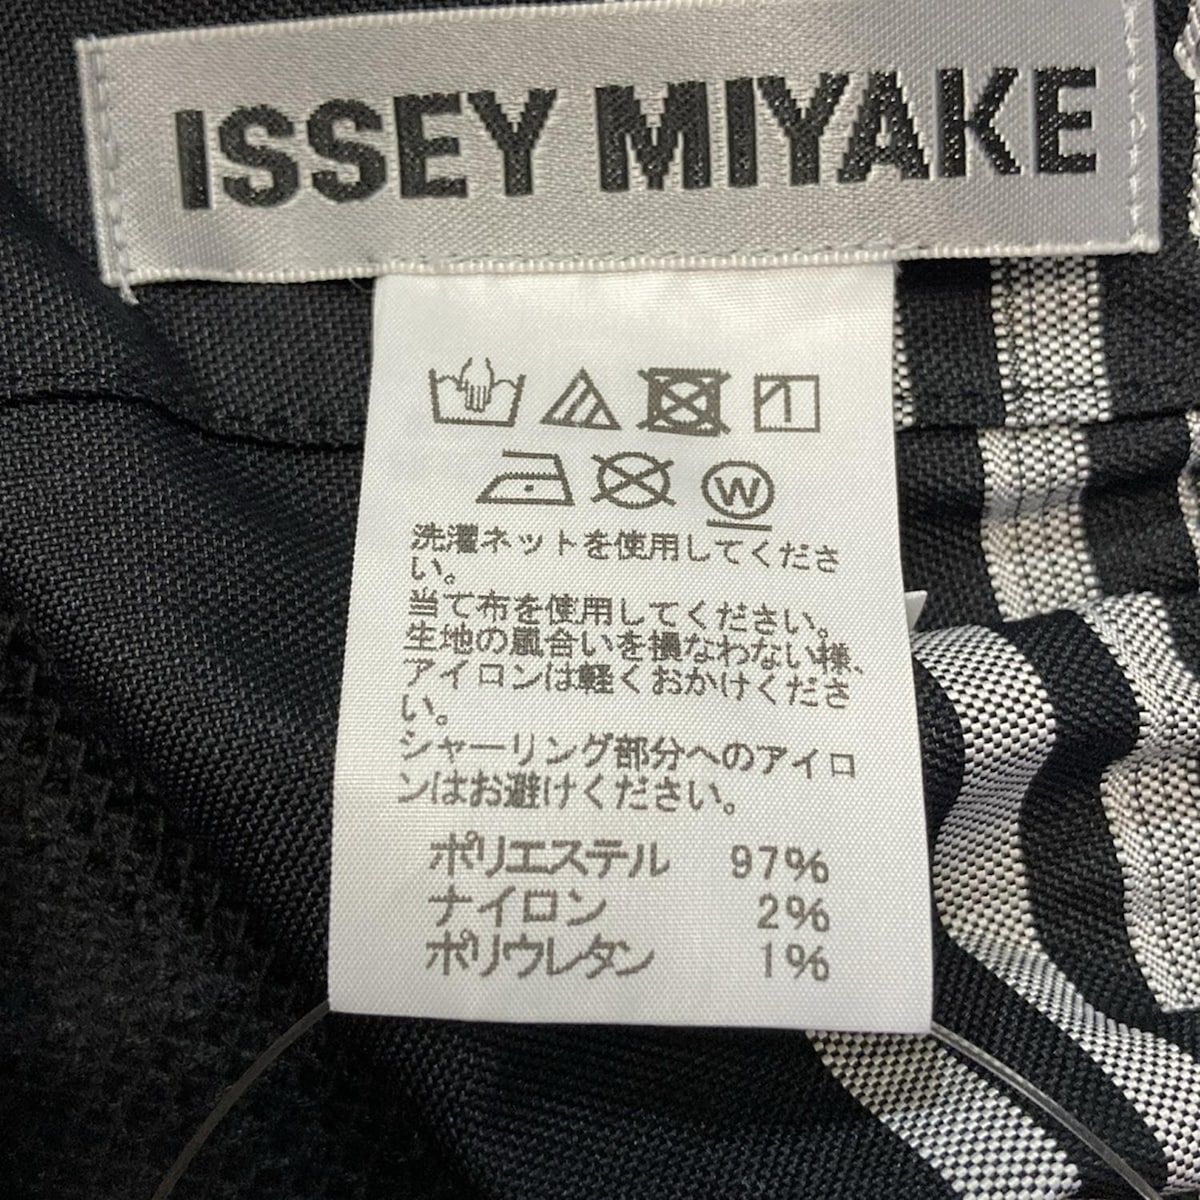 ISSEY MIYAKE
W
洗濯ネットを使用してくださ
い。
当て布を使用してください。
生地の風合いを損なわない様、
アイロンは軽くおかけくださ
い。
シャーリング部分へのアイロ
ンはお避けください。
ポリエステル 97%
ナイロン 2%
ポリウレタン 1%